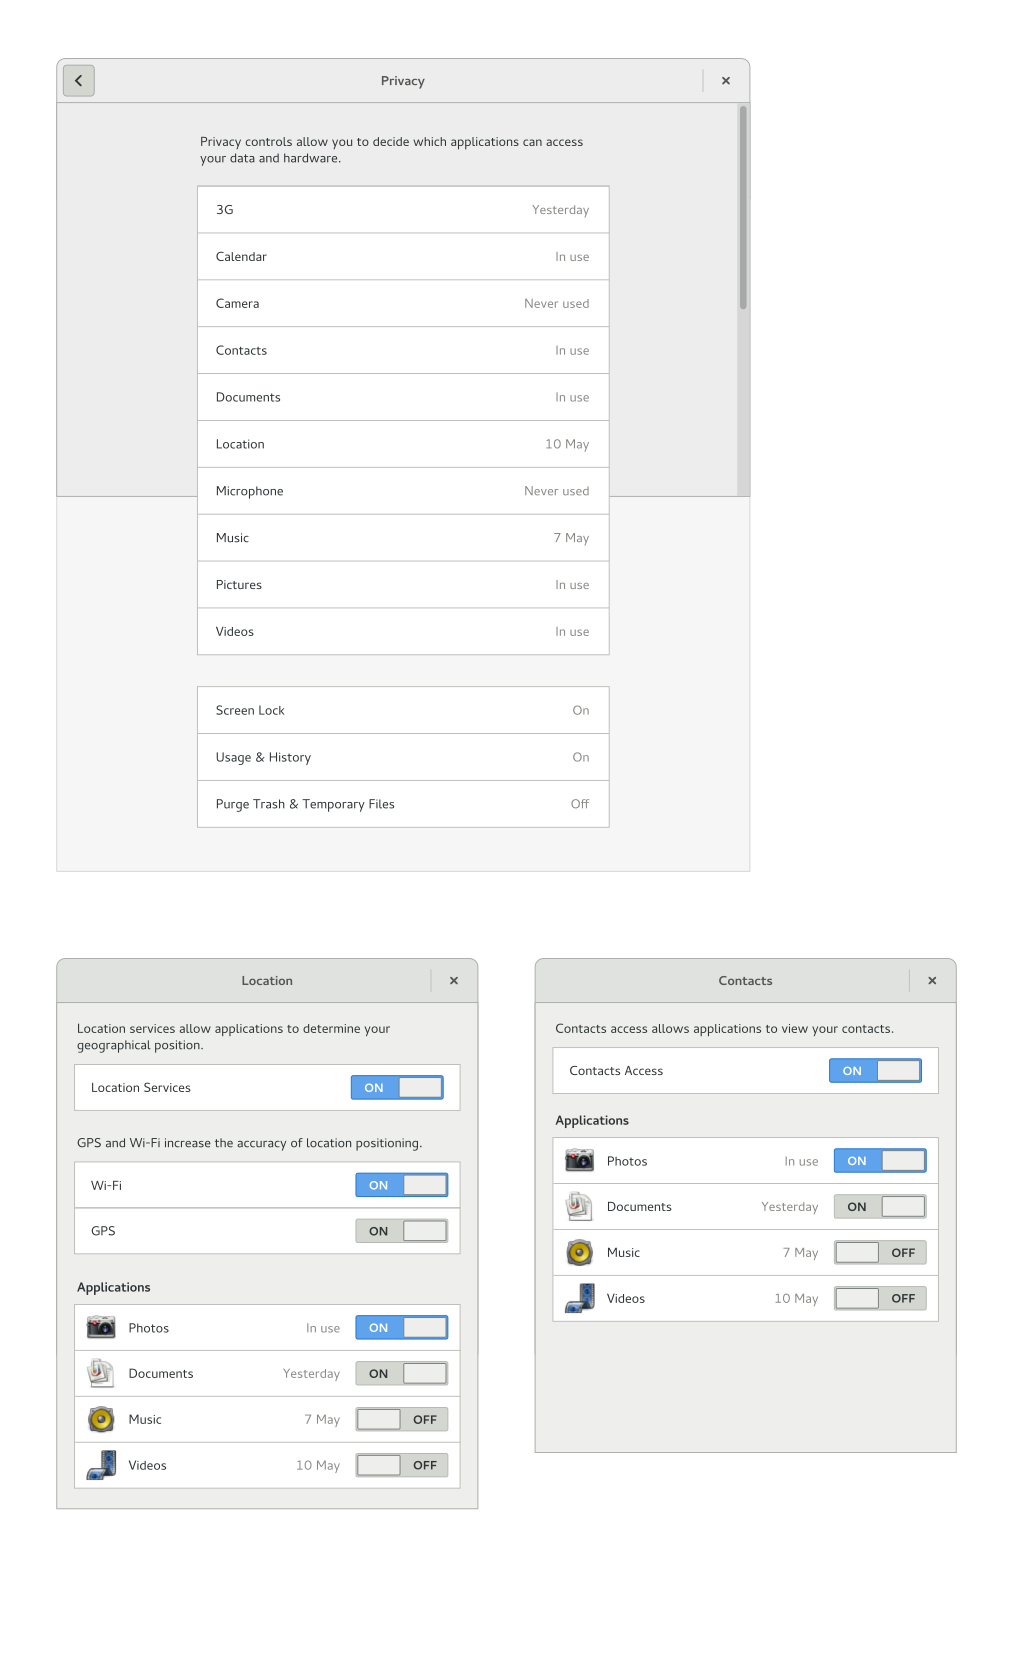 Privacy
Privacy controls allow you to decide which applications can access
your data and hardware.
3G Yesterday
Calendar In use
Camera Never used
Contacts In use
Documents In use
Location 10 May
Microphone Never used
Music 7 May
Pictures In use
Videos In use
Screen Lock On
Usage & History On
Purge Trash & Temporary Files Off
Location
Location services allow applications to determine your
geographical position.
Location Services ON
GPS and Wi-Fi increase the accuracy of location positioning.
Wi-Fi ON
GPS ON
Applications
Photos In use ON
Documents Yesterday ON
Music 7 May OFF
Videos 10 May OFF
Contacts
Contacts access allows applications to view your contacts.
Contacts Access ON
Applications
Photos In use ON
Documents Yesterday ON
Music 7 May OFF
Videos 10 May OFF